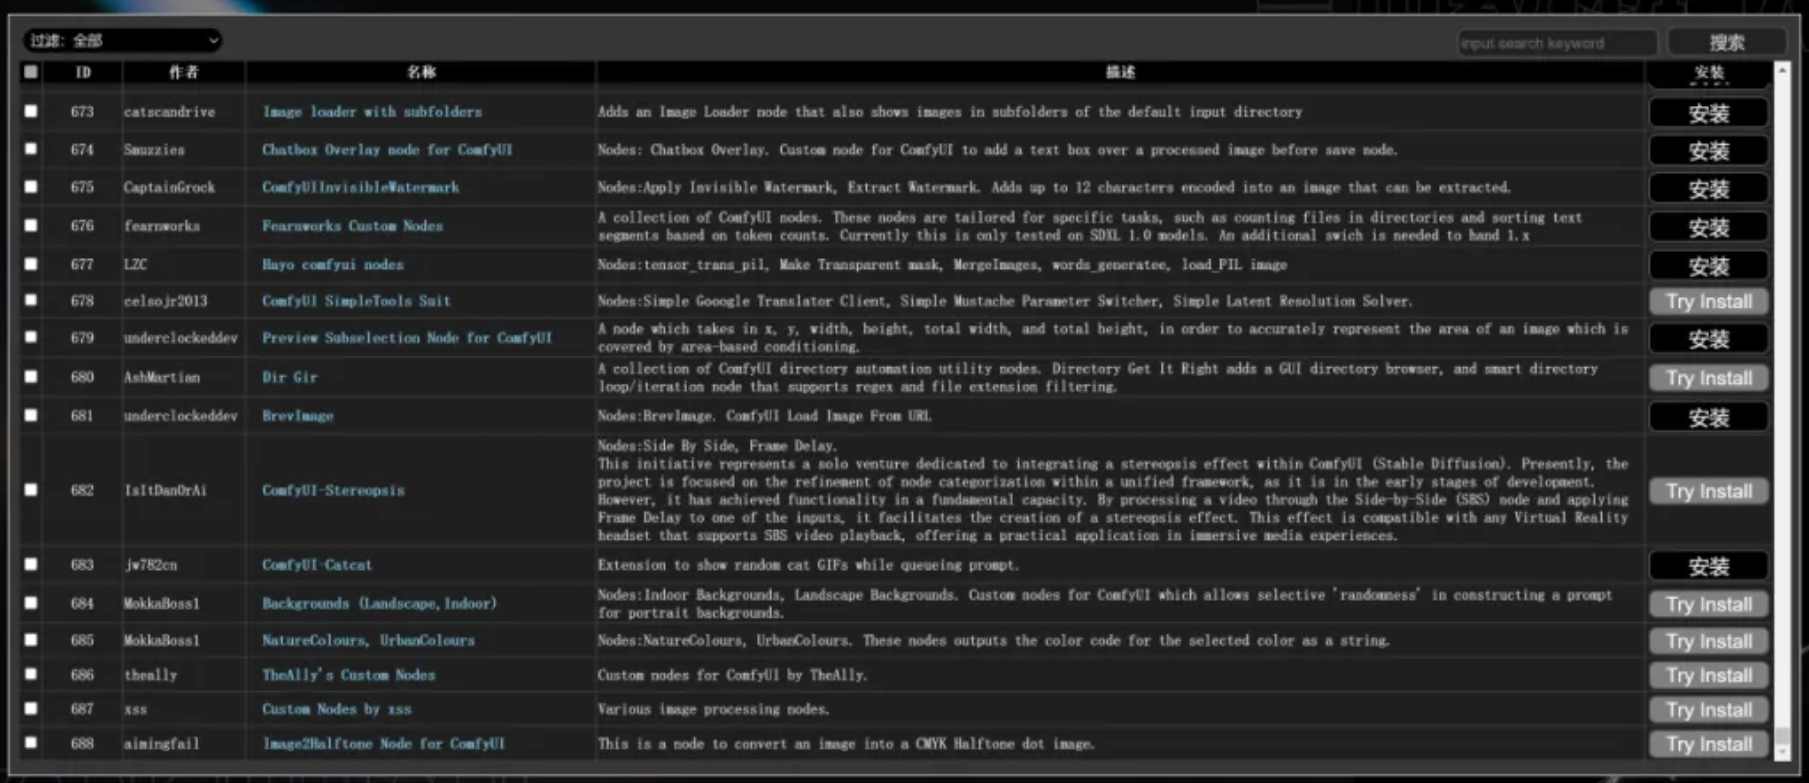 过滤: 全部
input search keyword
搜索
ID 作者 名称 描述 安装
673 catscandrive Image loader with subfolders Adds an Image Loader node that also shows images in subfolders of the default input directory 安装
674 Smuzzies Chatbox Overlay node for ComfyUI Nodes: Chatbox Overlay. Custom node for ComfyUI to add a text box over a processed image before save node. 安装
675 CaptainGrock ComfyUIInvisibleWatermark Nodes:Apply Invisible Watermark, Extract Watermark. Adds up to 12 characters encoded into an image that can be extracted. 安装
676 fearnworks Fearnworks Custom Nodes A collection of ComfyUI nodes. These nodes are tailored for specific tasks, such as counting files in directories and sorting text
segments based on token counts. Currently this is only tested on SDXL 1.0 models. An additional swich is needed to hand 1.x 安装
677 LZC Hayo comfyui nodes Nodes:tensor_trans_pil, Make Transparent mask, MergeImages, words_generatee, load_PIL image 安装
678 celsojr2013 ComfyUI SimpleTools Suit Nodes:Simple Gooogle Translator Client, Simple Mustache Parameter Switcher, Simple Latent Resolution Solver. Try Install
679 underclockeddev Preview Subselection Node for ComfyUI A node which takes in x, y, width, height, total width, and total height, in order to accurately represent the area of an image which is
covered by area-based conditioning. 安装
680 AshMartian Dir Gir A collection of ComfyUI directory automation utility nodes. Directory Get It Right adds a GUI directory browser, and smart directory
loop/iteration node that supports regex and file extension filtering. Try Install
681 underclockeddev BrevImage Nodes:BrevImage. ComfyUI Load Image From URL 安装
682 IsItDanOrAi ComfyUI-Stereopsis Nodes:Side By Side, Frame Delay.
This initiative represents a solo venture dedicated to integrating a stereopsis effect within ComfyUI (Stable Diffusion). Presently, the
project is focused on the refinement of node categorization within a unified framework, as it is in the early stages of development.
However, it has achieved functionality in a fundamental capacity. By processing a video through the Side-by-Side (SBS) node and applying
Frame Delay to one of the inputs, it facilitates the creation of a stereopsis effect. This effect is compatible with any Virtual Reality
headset that supports SBS video playback, offering a practical application in immersive media experiences. Try Install
683 jw782cn ComfyUI-Catcat Extension to show random cat GIFs while queueing prompt. 安装
684 MokkaBoss1 Backgrounds (Landscape,Indoor) Nodes:Indoor Backgrounds, Landscape Backgrounds. Custom nodes for ComfyUI which allows selective 'randomness' in constructing a prompt
for portrait backgrounds. Try Install
685 MokkaBoss1 NatureColours, UrbanColours Nodes:NatureColours, UrbanColours. These nodes outputs the color code for the selected color as a string. Try Install
686 theally TheAlly's Custom Nodes Custom nodes for ComfyUI by TheAlly. Try Install
687 xss Custom Nodes by xss Various image processing nodes. Try Install
688 aimingfail Image2Halftone Node for ComfyUI This is a node to convert an image into a CMYK Halftone dot image. Try Install